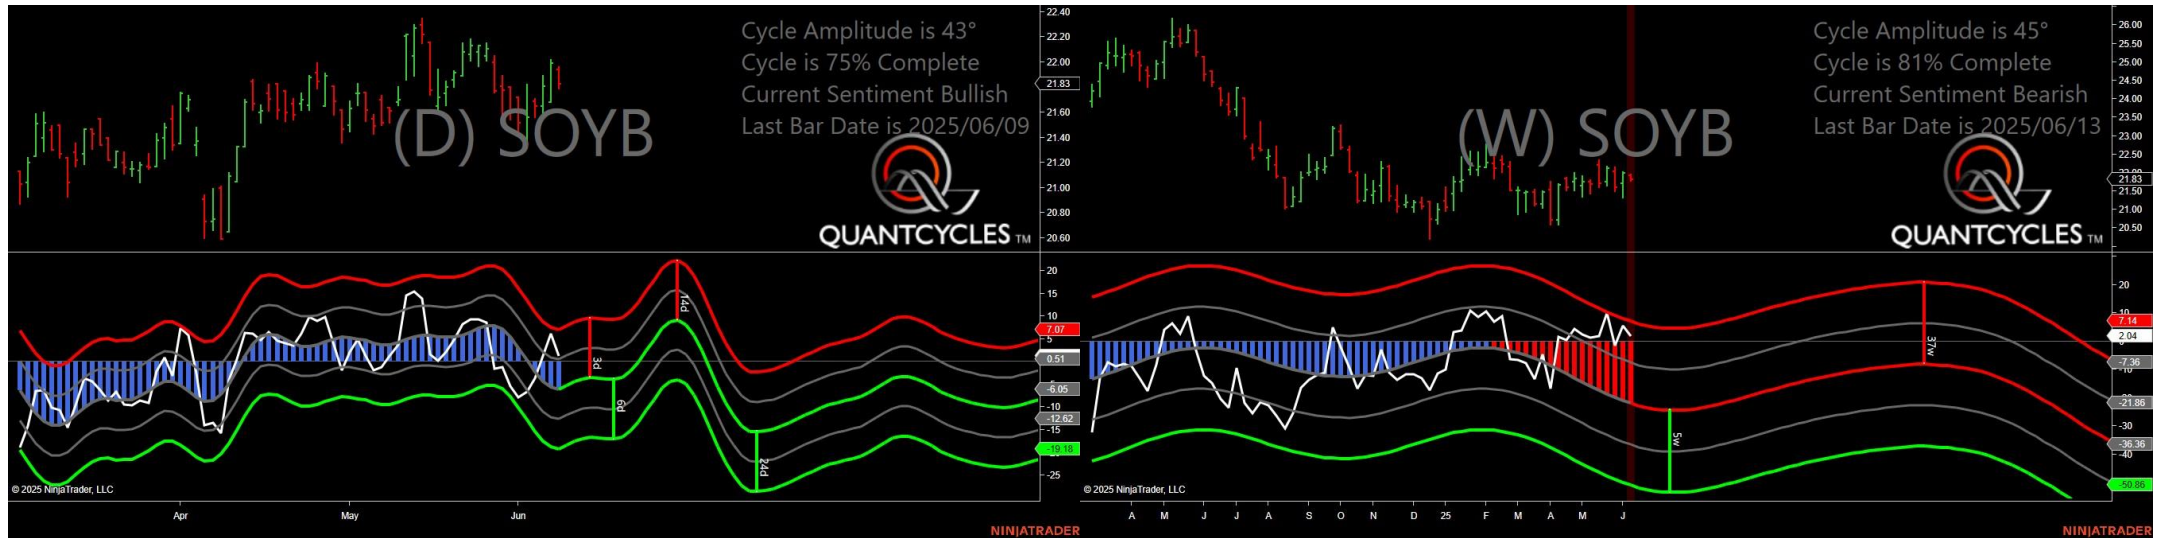 Cycle Amplitude is 43°
Cycle is 75% Complete
Current Sentiment Bullish
Last Bar Date is 2025/06/09
(D) SOYB
QUANTCYCLES TM
22.40
22.20
22.00
21.83
21.60
21.40
21.20
21.00
20.80
20.60
20
15
10
7.07
5
0.51
-6.05
-10
-12.62
-15
-19.18
-25
3d
6d
14d
24d
© 2025 NinjaTrader, LLC
Apr
May
Jun
NINJATRADER
Cycle Amplitude is 45°
Cycle is 81% Complete
Current Sentiment Bearish
Last Bar Date is 2025/06/13
(W) SOYB
QUANTCYCLES TM
26.00
25.50
25.00
24.50
24.00
23.50
23.00
22.50
21.83
21.50
21.00
20.50
20
10
7.14
2.04
-7.36
-21.86
-30
-36.36
-40
-50.86
37w
5w
© 2025 NinjaTrader, LLC
A M J J A S O N D 25 F M A M J
NINJATRADER